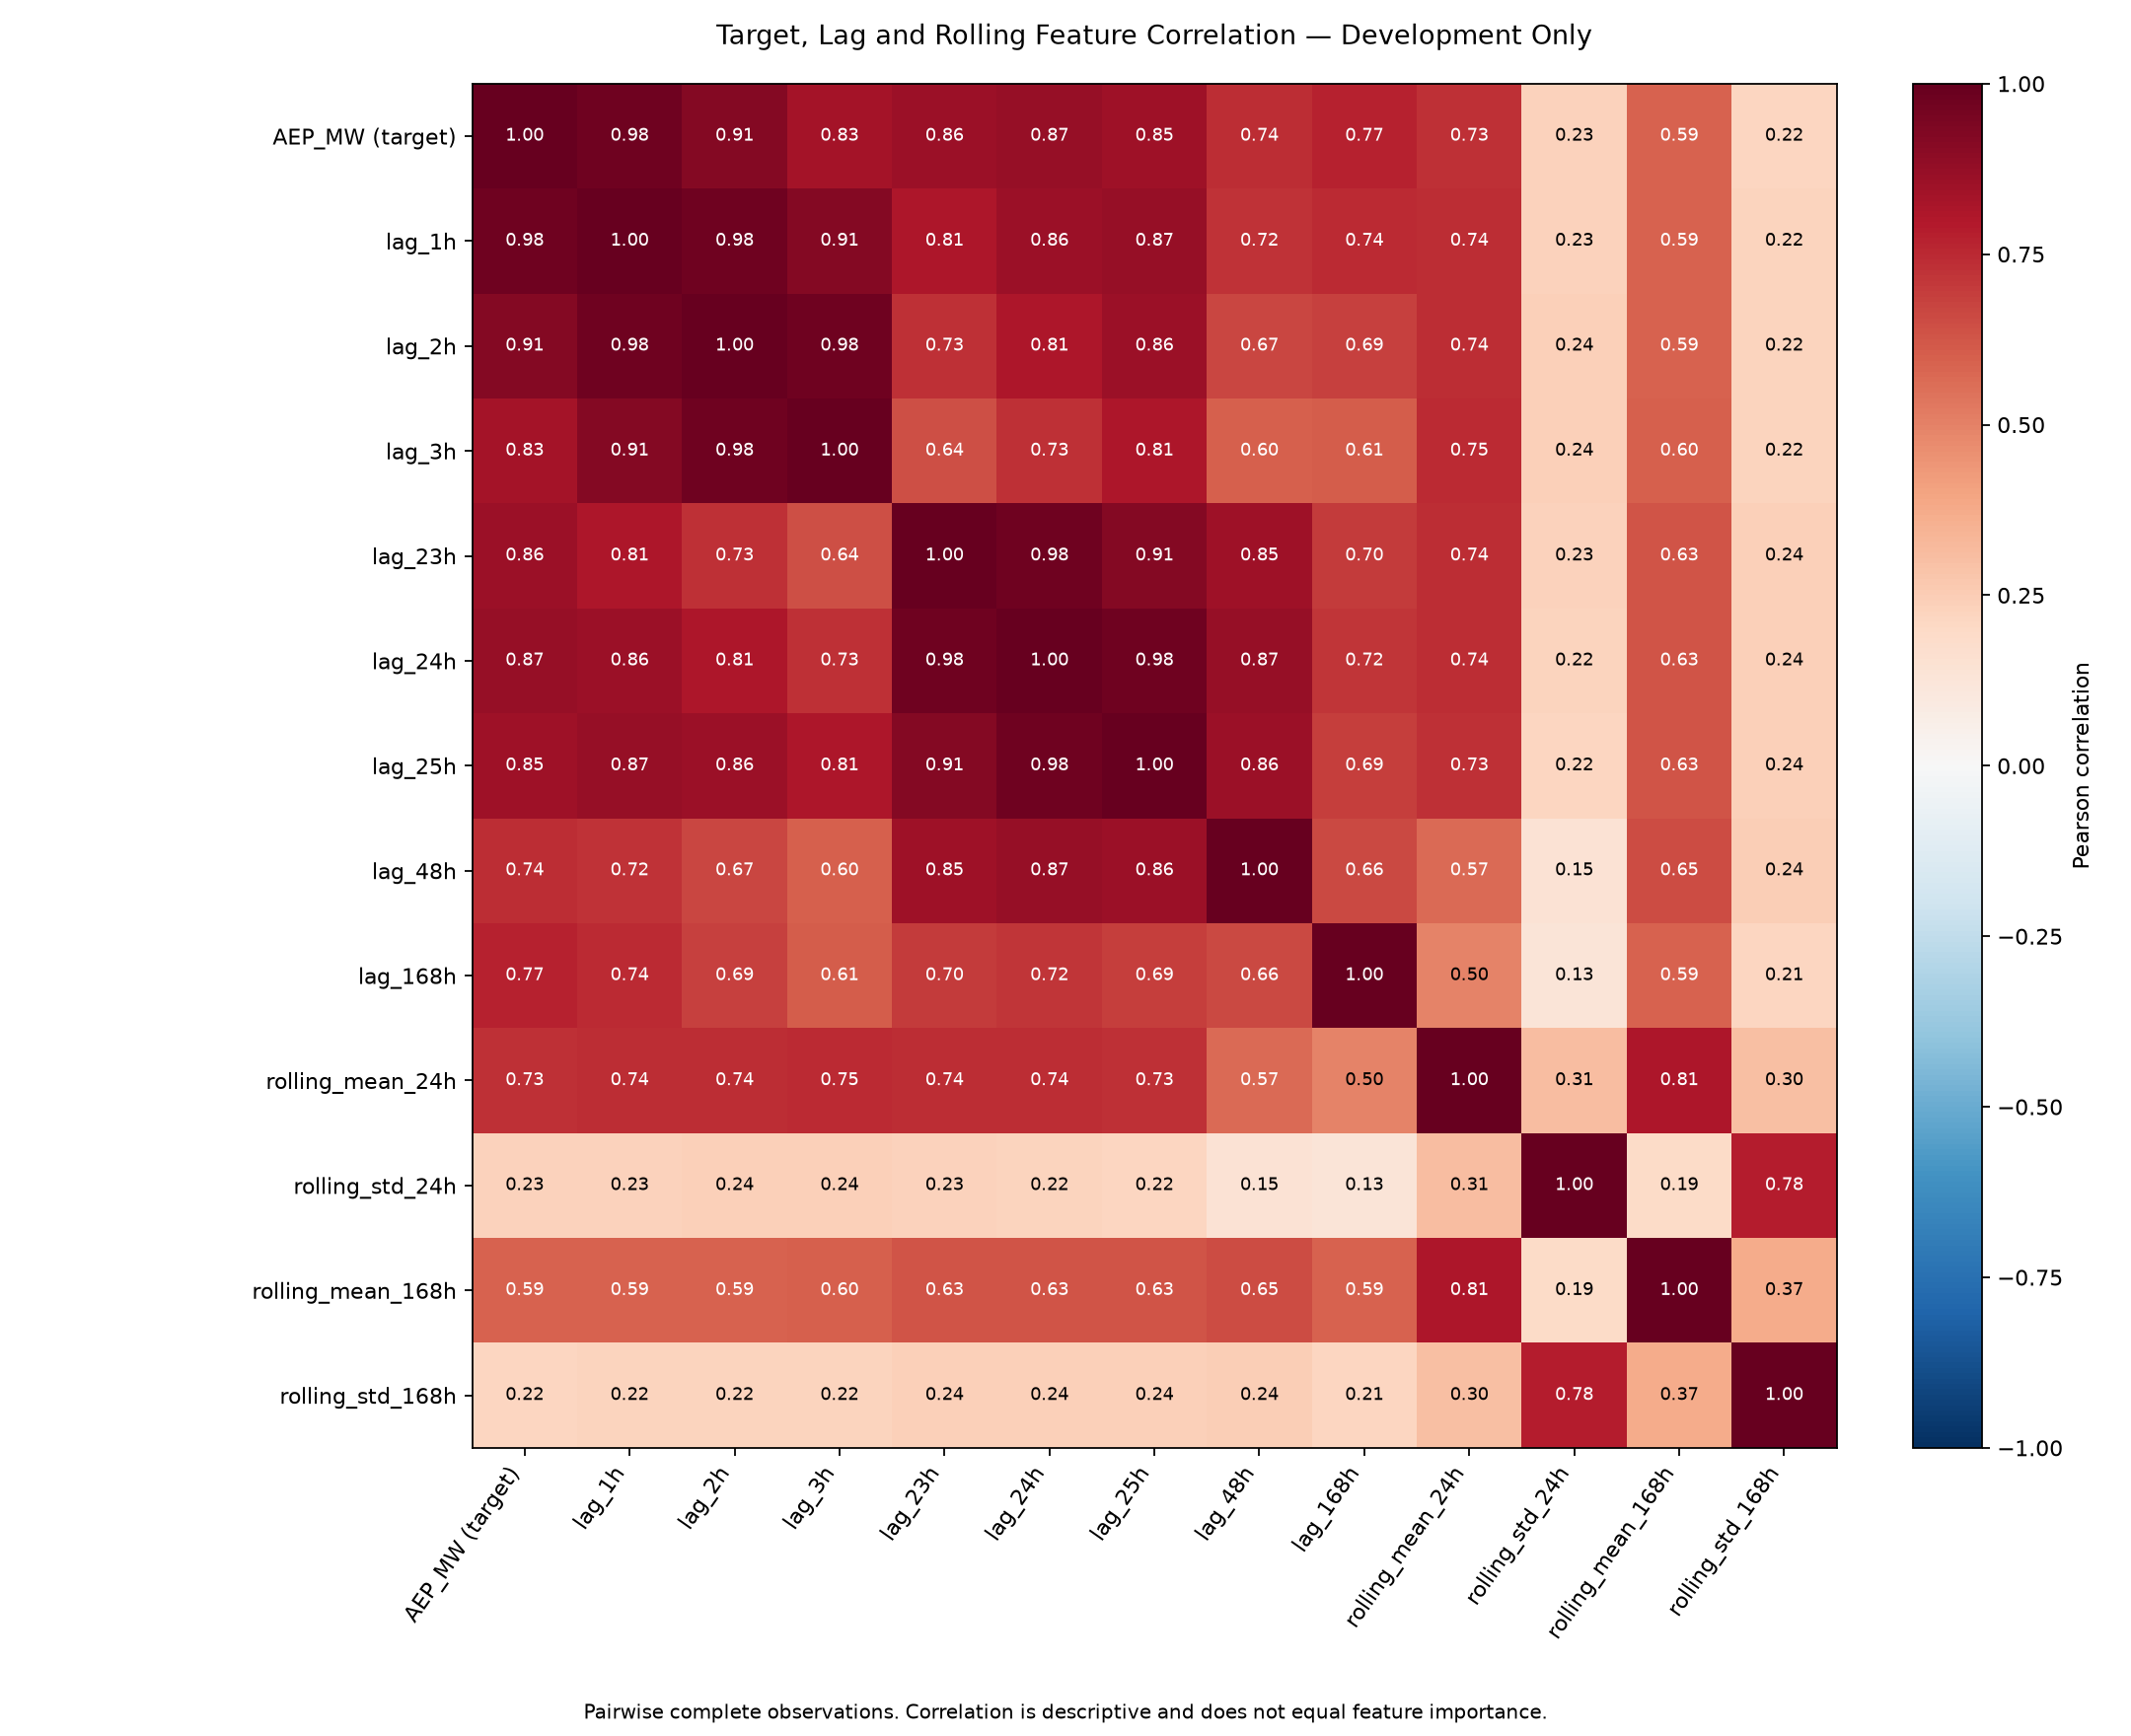 Target, Lag and Rolling Feature Correlation — Development Only
AEP_MW (target) 1.00 0.98 0.91 0.83 0.86 0.87 0.85 0.74 0.77 0.73 0.23 0.59 0.22
lag_1h 0.98 1.00 0.98 0.91 0.81 0.86 0.87 0.72 0.74 0.74 0.23 0.59 0.22
lag_2h 0.91 0.98 1.00 0.98 0.73 0.81 0.86 0.67 0.69 0.74 0.24 0.59 0.22
lag_3h 0.83 0.91 0.98 1.00 0.64 0.73 0.81 0.60 0.61 0.75 0.24 0.60 0.22
lag_23h 0.86 0.81 0.73 0.64 1.00 0.98 0.91 0.85 0.70 0.74 0.23 0.63 0.24
lag_24h 0.87 0.86 0.81 0.73 0.98 1.00 0.98 0.87 0.72 0.74 0.22 0.63 0.24
lag_25h 0.85 0.87 0.86 0.81 0.91 0.98 1.00 0.86 0.69 0.73 0.22 0.63 0.24
lag_48h 0.74 0.72 0.67 0.60 0.85 0.87 0.86 1.00 0.66 0.57 0.15 0.65 0.24
lag_168h 0.77 0.74 0.69 0.61 0.70 0.72 0.69 0.66 1.00 0.50 0.13 0.59 0.21
rolling_mean_24h 0.73 0.74 0.74 0.75 0.74 0.74 0.73 0.57 0.50 1.00 0.31 0.81 0.30
rolling_std_24h 0.23 0.23 0.24 0.24 0.23 0.22 0.22 0.15 0.13 0.31 1.00 0.19 0.78
rolling_mean_168h 0.59 0.59 0.59 0.60 0.63 0.63 0.63 0.65 0.59 0.81 0.19 1.00 0.37
rolling_std_168h 0.22 0.22 0.22 0.22 0.24 0.24 0.24 0.24 0.21 0.30 0.78 0.37 1.00
AEP_MW (target) lag_1h lag_2h lag_3h lag_23h lag_24h lag_25h lag_48h lag_168h rolling_mean_24h rolling_std_24h rolling_mean_168h rolling_std_168h
1.00
0.75
0.50
0.25
0.00
−0.25
−0.50
−0.75
−1.00
Pearson correlation
Pairwise complete observations. Correlation is descriptive and does not equal feature importance.